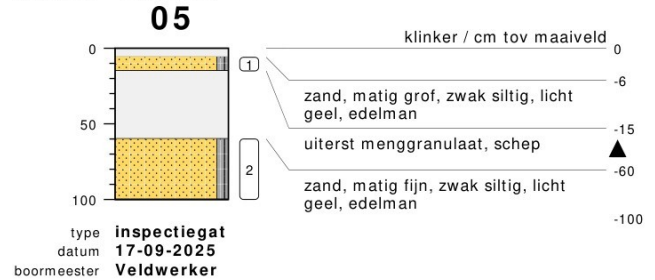 05
klinker / cm tov maaiveld
0
0
1
-6
zand, matig grof, zwak siltig, licht
geel, edelman
-15
50
uiterst menggranulaat, schep
-60
2
zand, matig fijn, zwak siltig, licht
geel, edelman
100
-100
type inspectiegat
datum 17-09-2025
boormeester Veldwerker